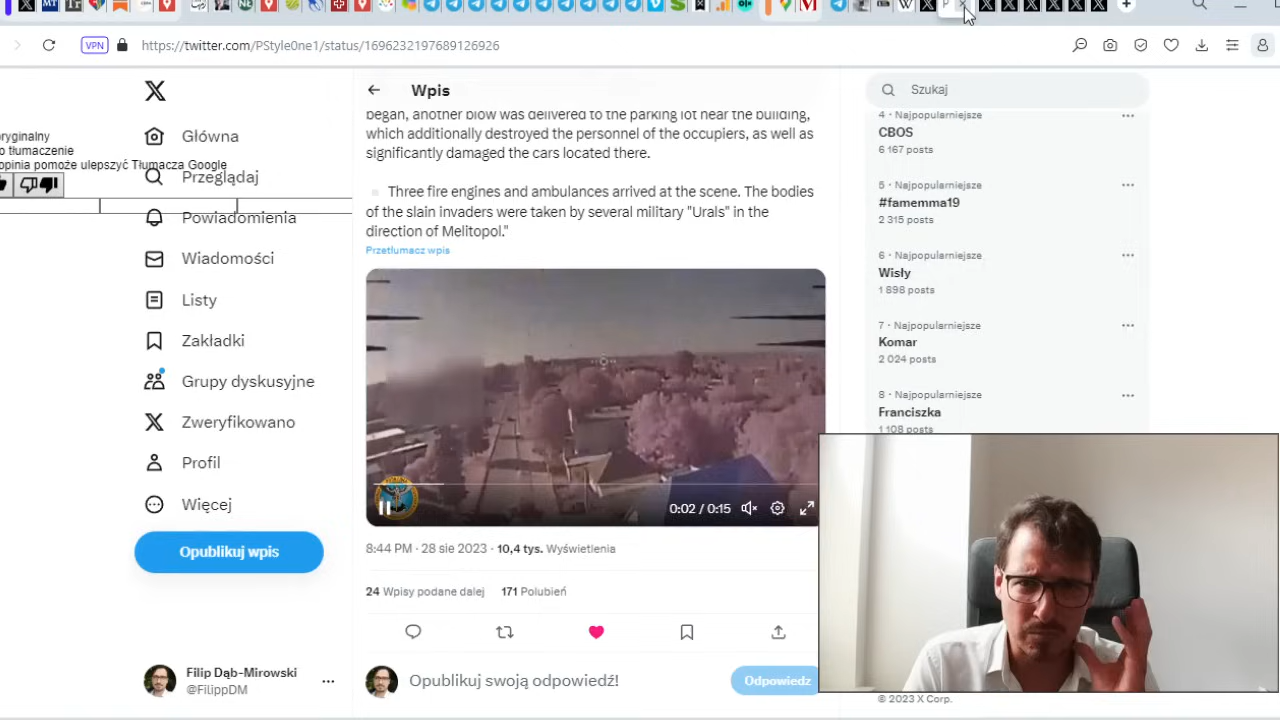 VPN
https://twitter.com/PStyle0ne1/status/1696232197689126926
ryginalny
o tłumaczenie
opinia pomoże ulepszyć Tłumacza Google
Główna
Przeglądaj
Powiadomienia
Wiadomości
Listy
Zakładki
Grupy dyskusyjne
Zweryfikowano
Profil
Więcej
Opublikuj wpis
Filip Dąb-Mirowski
@FilippDM
Wpis
began, another blow was delivered to the parking lot near the building,
which additionally destroyed the personnel of the occupiers, as well as
significantly damaged the cars located there.
Three fire engines and ambulances arrived at the scene. The bodies
of the slain invaders were taken by several military "Urals" in the
direction of Melitopol."
Przetłumacz wpis
0:02 / 0:15
8:44 PM · 28 sie 2023 · 10,4 tys. Wyświetlenia
24 Wpisy podane dalej 171 Polubień
Opublikuj swoją odpowiedź!
Odpowiedz
Szukaj
4 · Najpopularniejsze
CBOS
6 167 posts
5 · Najpopularniejsze
#famemma19
2 315 posts
6 · Najpopularniejsze
Wisły
1 898 posts
7 · Najpopularniejsze
Komar
2 024 posts
8 · Najpopularniejsze
Franciszka
1 108 posts
© 2023 X Corp.